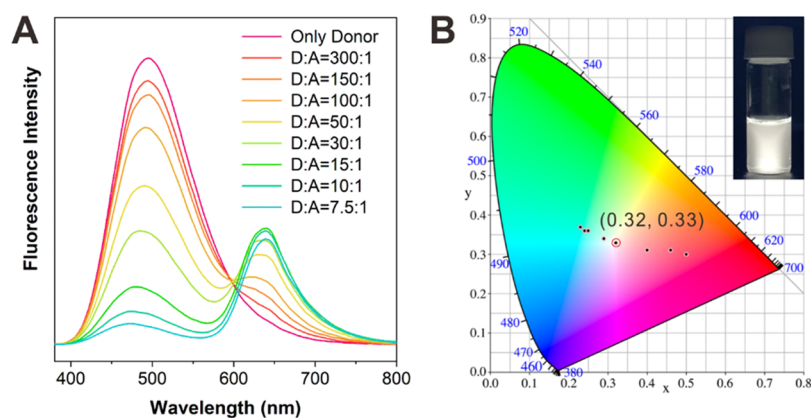 A
Fluorescence Intensity
Only Donor
D:A=300:1
D:A=150:1
D:A=100:1
D:A=50:1
D:A=30:1
D:A=15:1
D:A=10:1
D:A=7.5:1
400 500 600 700 800
Wavelength (nm)
B
0.9
0.8
0.7
0.6
0.5
y
0.4
0.3
0.2
0.1
0.0
520
540
560
500
580
(0.32, 0.33)
600
620
490
700
480
470
460
380
0.0 0.1 0.2 0.3 0.4 0.5 0.6 0.7 0.8
x